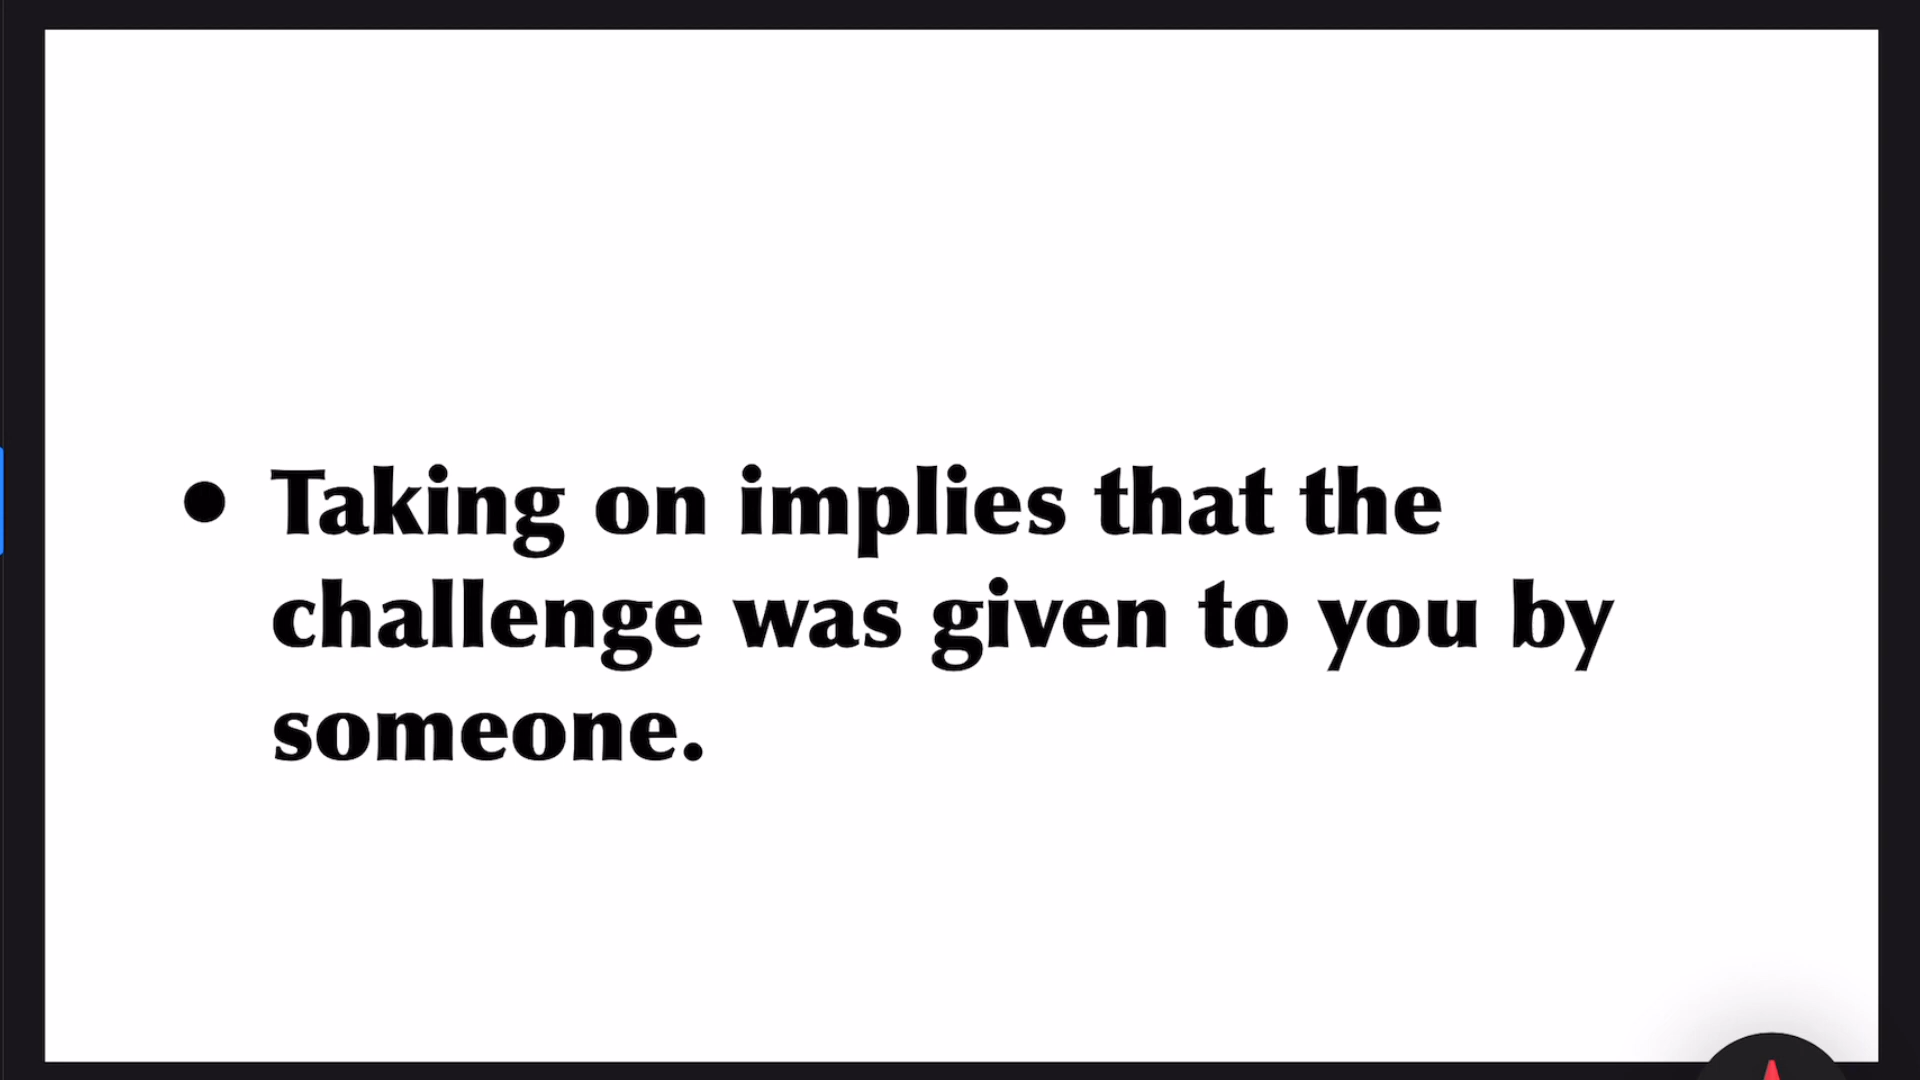 • Taking on implies that the
challenge was given to you by
someone.